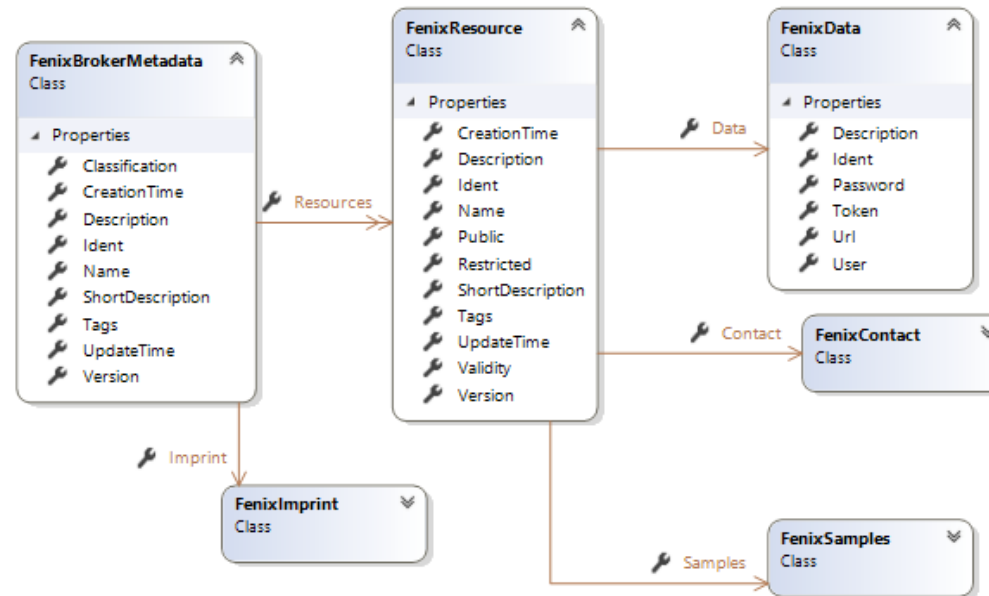 FenixBrokerMetadata
Class
Properties
Classification
CreationTime
Description
Ident
Name
ShortDescription
Tags
UpdateTime
Version
Resources
Imprint
FenixImprint
Class
FenixResource
Class
Properties
CreationTime
Description
Ident
Name
Public
Restricted
ShortDescription
Tags
UpdateTime
Validity
Version
Data
Contact
Samples
FenixData
Class
Properties
Description
Ident
Password
Token
Url
User
FenixContact
Class
FenixSamples
Class